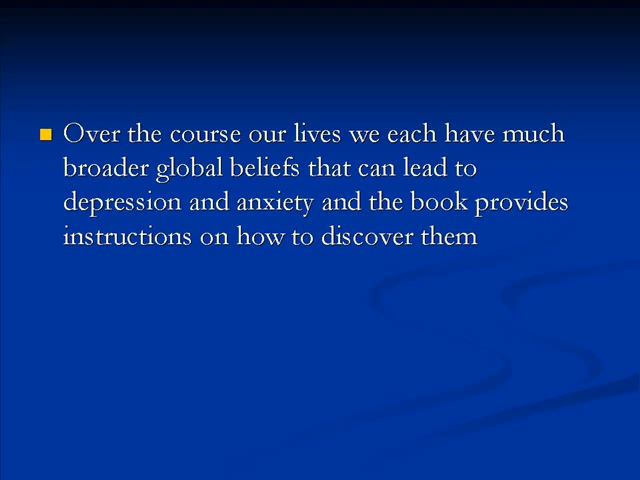 Over the course our lives we each have much
broader global beliefs that can lead to
depression and anxiety and the book provides
instructions on how to discover them